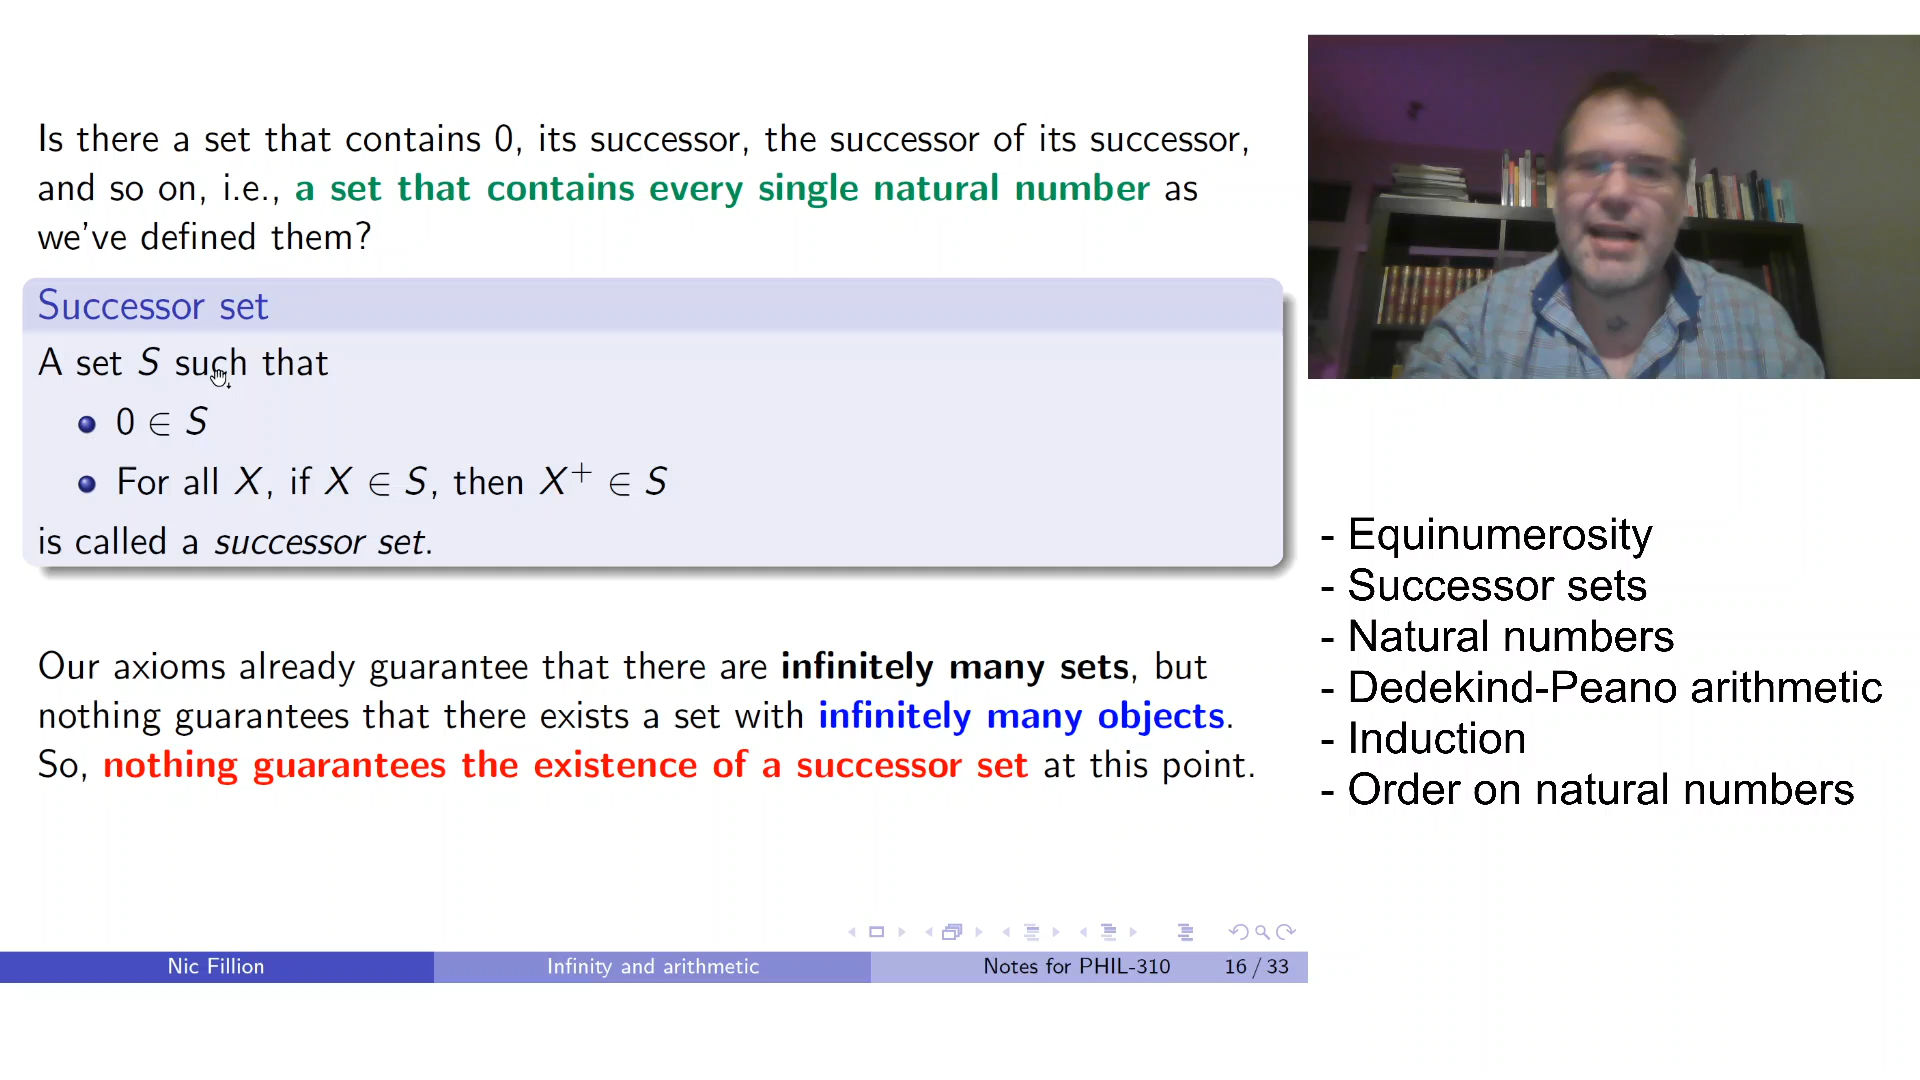 Is there a set that contains 0, its successor, the successor of its successor,
and so on, i.e., a set that contains every single natural number as
we've defined them?
Successor set
A set S such that
0 ∈ S
For all X, if X ∈ S, then X⁺ ∈ S
is called a successor set.
Our axioms already guarantee that there are infinitely many sets, but
nothing guarantees that there exists a set with infinitely many objects.
So, nothing guarantees the existence of a successor set at this point.
- Equinumerosity
- Successor sets
- Natural numbers
- Dedekind-Peano arithmetic
- Induction
- Order on natural numbers
Nic Fillion Infinity and arithmetic Notes for PHIL-310 16 / 33